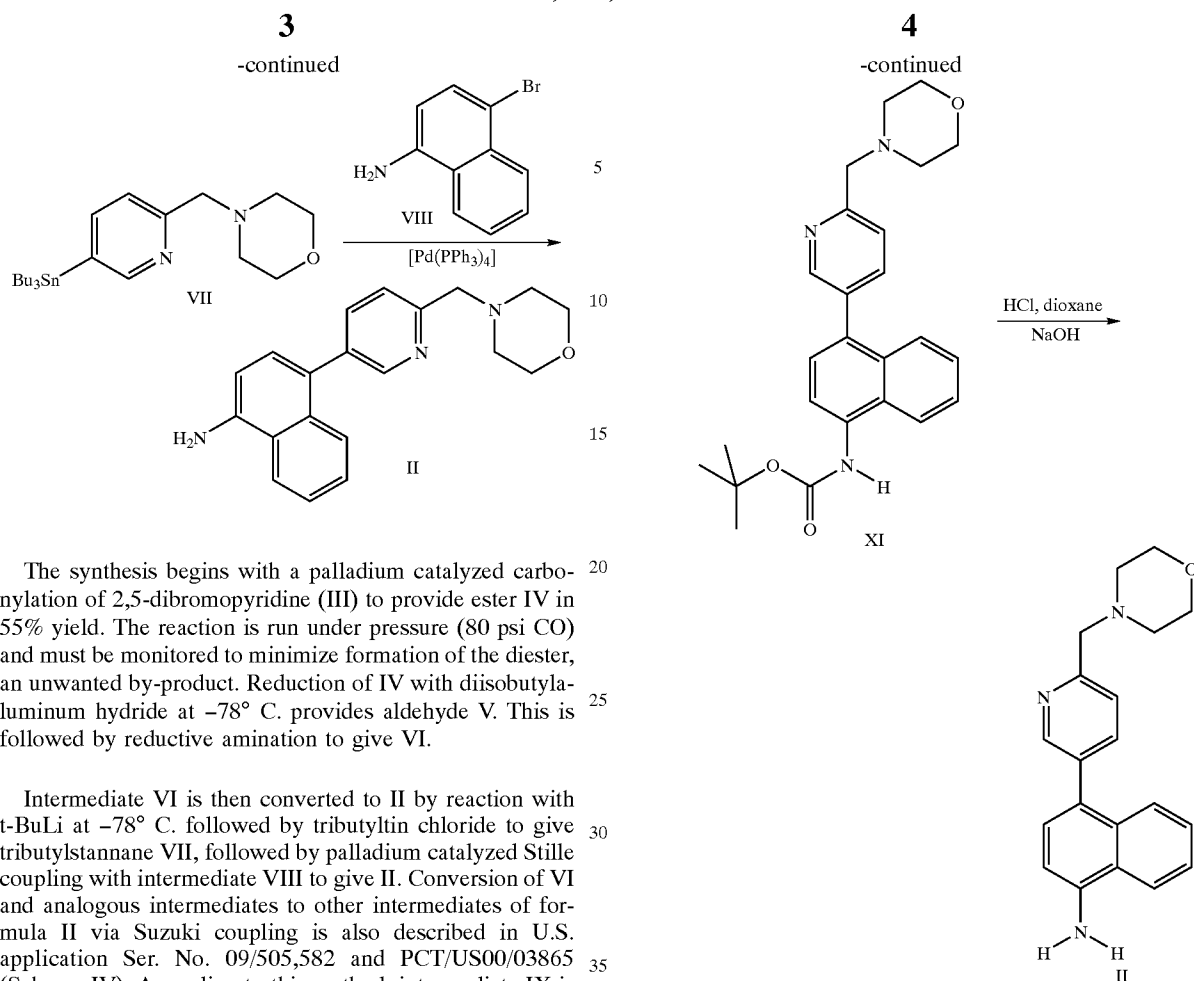 3
-continued
Br
H₂N
VIII
N
O
N
Bu₃Sn
VII
[Pd(PPh₃)₄]
N
O
N
H₂N
II
The synthesis begins with a palladium catalyzed carbo-
nylation of 2,5-dibromopyridine (III) to provide ester IV in
55% yield. The reaction is run under pressure (80 psi CO)
and must be monitored to minimize formation of the diester,
an unwanted by-product. Reduction of IV with diisobutyla-
luminum hydride at –78° C. provides aldehyde V. This is
followed by reductive amination to give VI.
Intermediate VI is then converted to II by reaction with
t-BuLi at –78° C. followed by tributyltin chloride to give
tributylstannane VII, followed by palladium catalyzed Stille
coupling with intermediate VIII to give II. Conversion of VI
and analogous intermediates to other intermediates of for-
mula II via Suzuki coupling is also described in U.S.
application Ser. No. 09/505,582 and PCT/US00/03865
5
10
15
20
25
30
35
4
-continued
O
N
N
HCl, dioxane
NaOH
O
N
H
O
XI
O
N
N
N
H H
II